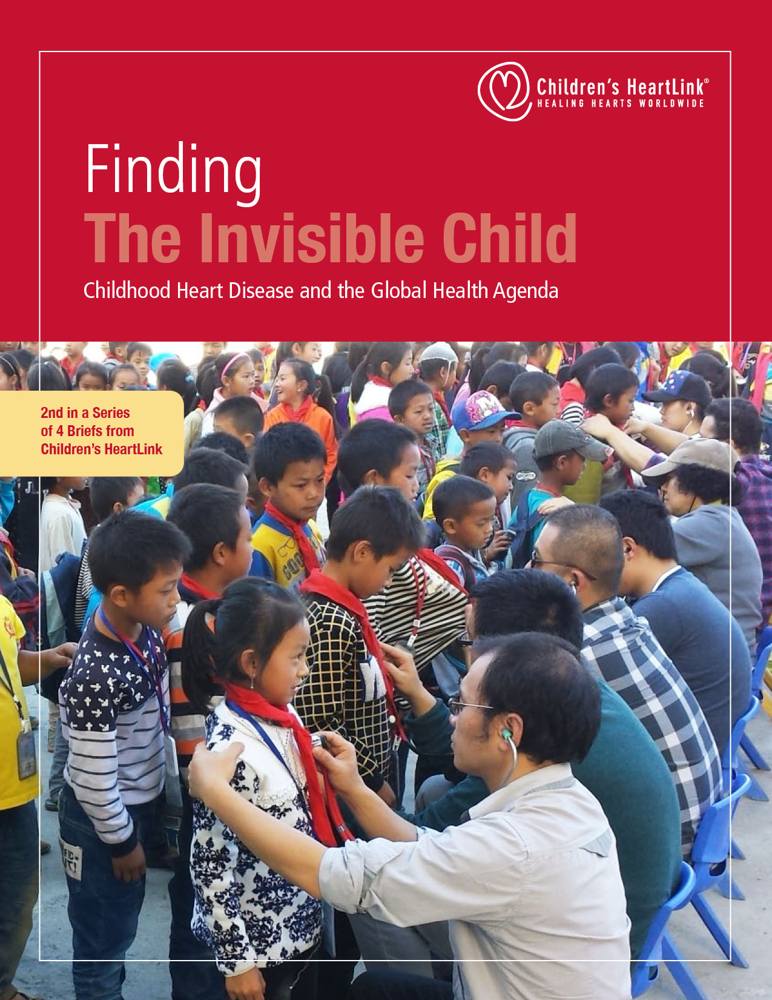 Children's HeartLink®
HEALING HEARTS WORLDWIDE
Finding
The Invisible Child
Childhood Heart Disease and the Global Health Agenda
2nd in a Series
of 4 Briefs from
Children's HeartLink
SPORTS